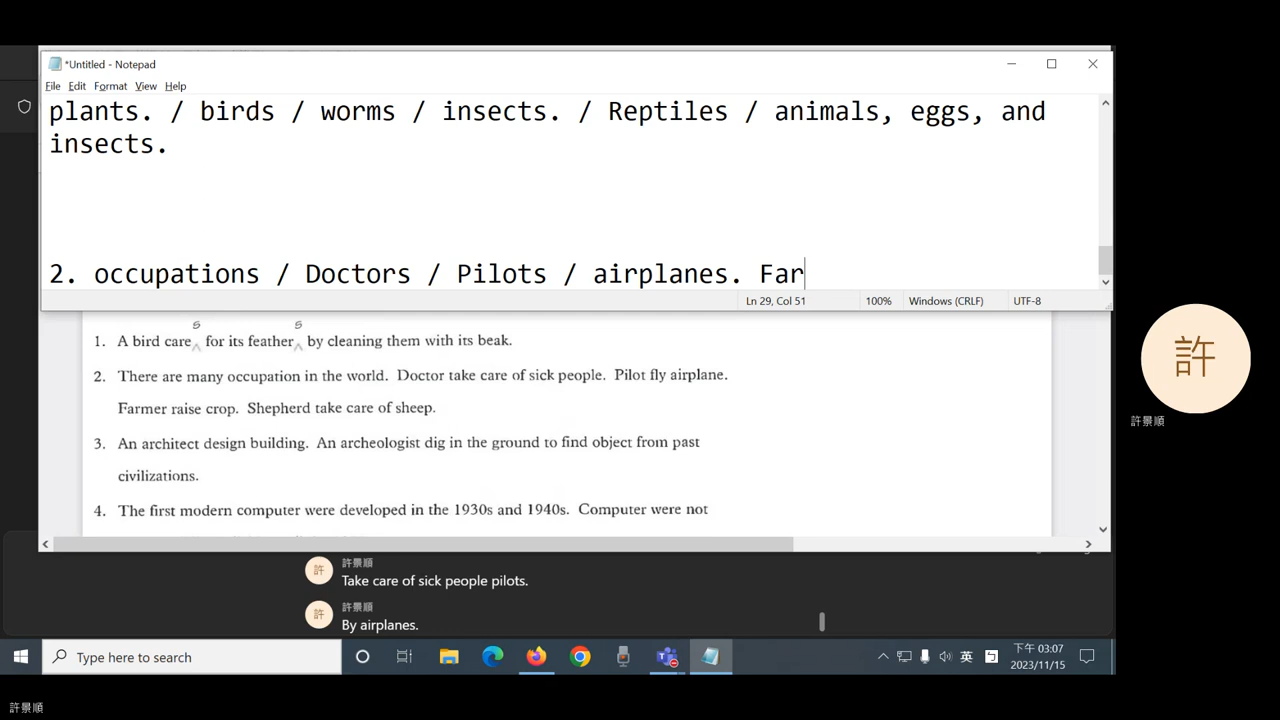 *Untitled - Notepad
File Edit Format View Help
plants. / birds / worms / insects. / Reptiles / animals, eggs, and
insects.
2. occupations / Doctors / Pilots / airplanes. Far
Ln 29, Col 51 100% Windows (CRLF) UTF-8
s s
1. A bird care^ for its feather^ by cleaning them with its beak.
2. There are many occupation in the world. Doctor take care of sick people. Pilot fly airplane.
Farmer raise crop. Shepherd take care of sheep.
3. An architect design building. An archeologist dig in the ground to find object from past
civilizations.
4. The first modern computer were developed in the 1930s and 1940s. Computer were not
許
許景順
許 許景順
Take care of sick people pilots.
許 許景順
By airplanes.
Type here to search
英
下午 03:07
2023/11/15
許景順